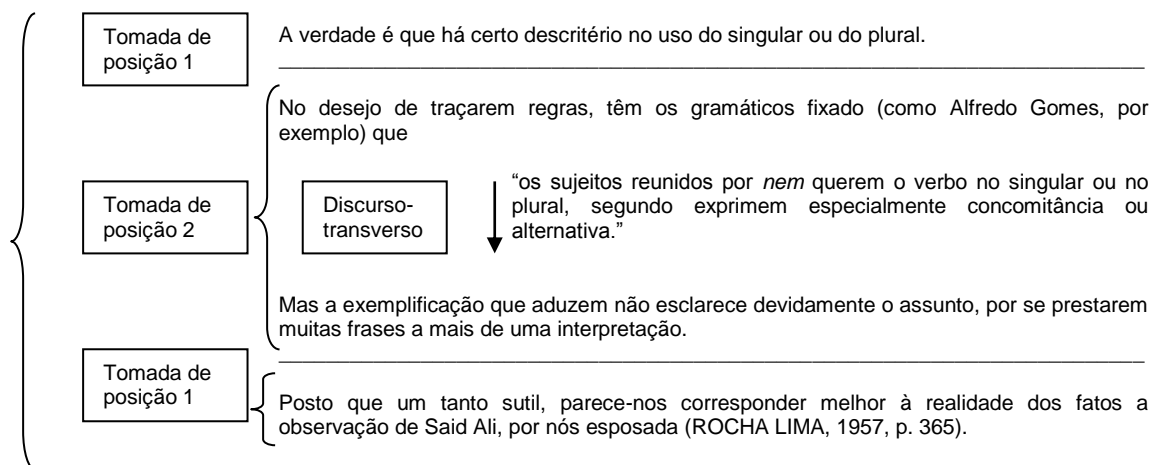 Tomada de
posição 1
A verdade é que há certo descritério no uso do singular ou do plural.
No desejo de traçarem regras, têm os gramáticos fixado (como Alfredo Gomes, por
exemplo) que
Tomada de
posição 2
Discurso-
transverso
“os sujeitos reunidos por nem querem o verbo no singular ou no
plural, segundo exprimem especialmente concomitância ou
alternativa.”
Mas a exemplificação que aduzem não esclarece devidamente o assunto, por se prestarem
muitas frases a mais de uma interpretação.
Tomada de
posição 1
Posto que um tanto sutil, parece-nos corresponder melhor à realidade dos fatos a
observação de Said Ali, por nós esposada (ROCHA LIMA, 1957, p. 365).